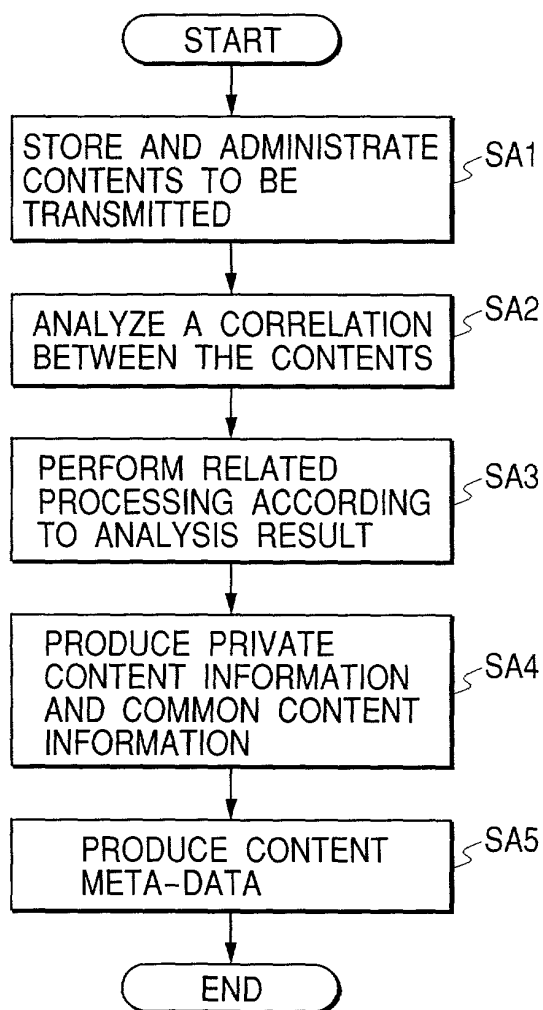 START
STORE AND ADMINISTRATE
CONTENTS TO BE
TRANSMITTED
SA1
ANALYZE A CORRELATION
BETWEEN THE CONTENTS
SA2
PERFORM RELATED
PROCESSING ACCORDING
TO ANALYSIS RESULT
SA3
PRODUCE PRIVATE
CONTENT INFORMATION
AND COMMON CONTENT
INFORMATION
SA4
PRODUCE CONTENT
META-DATA
SA5
END